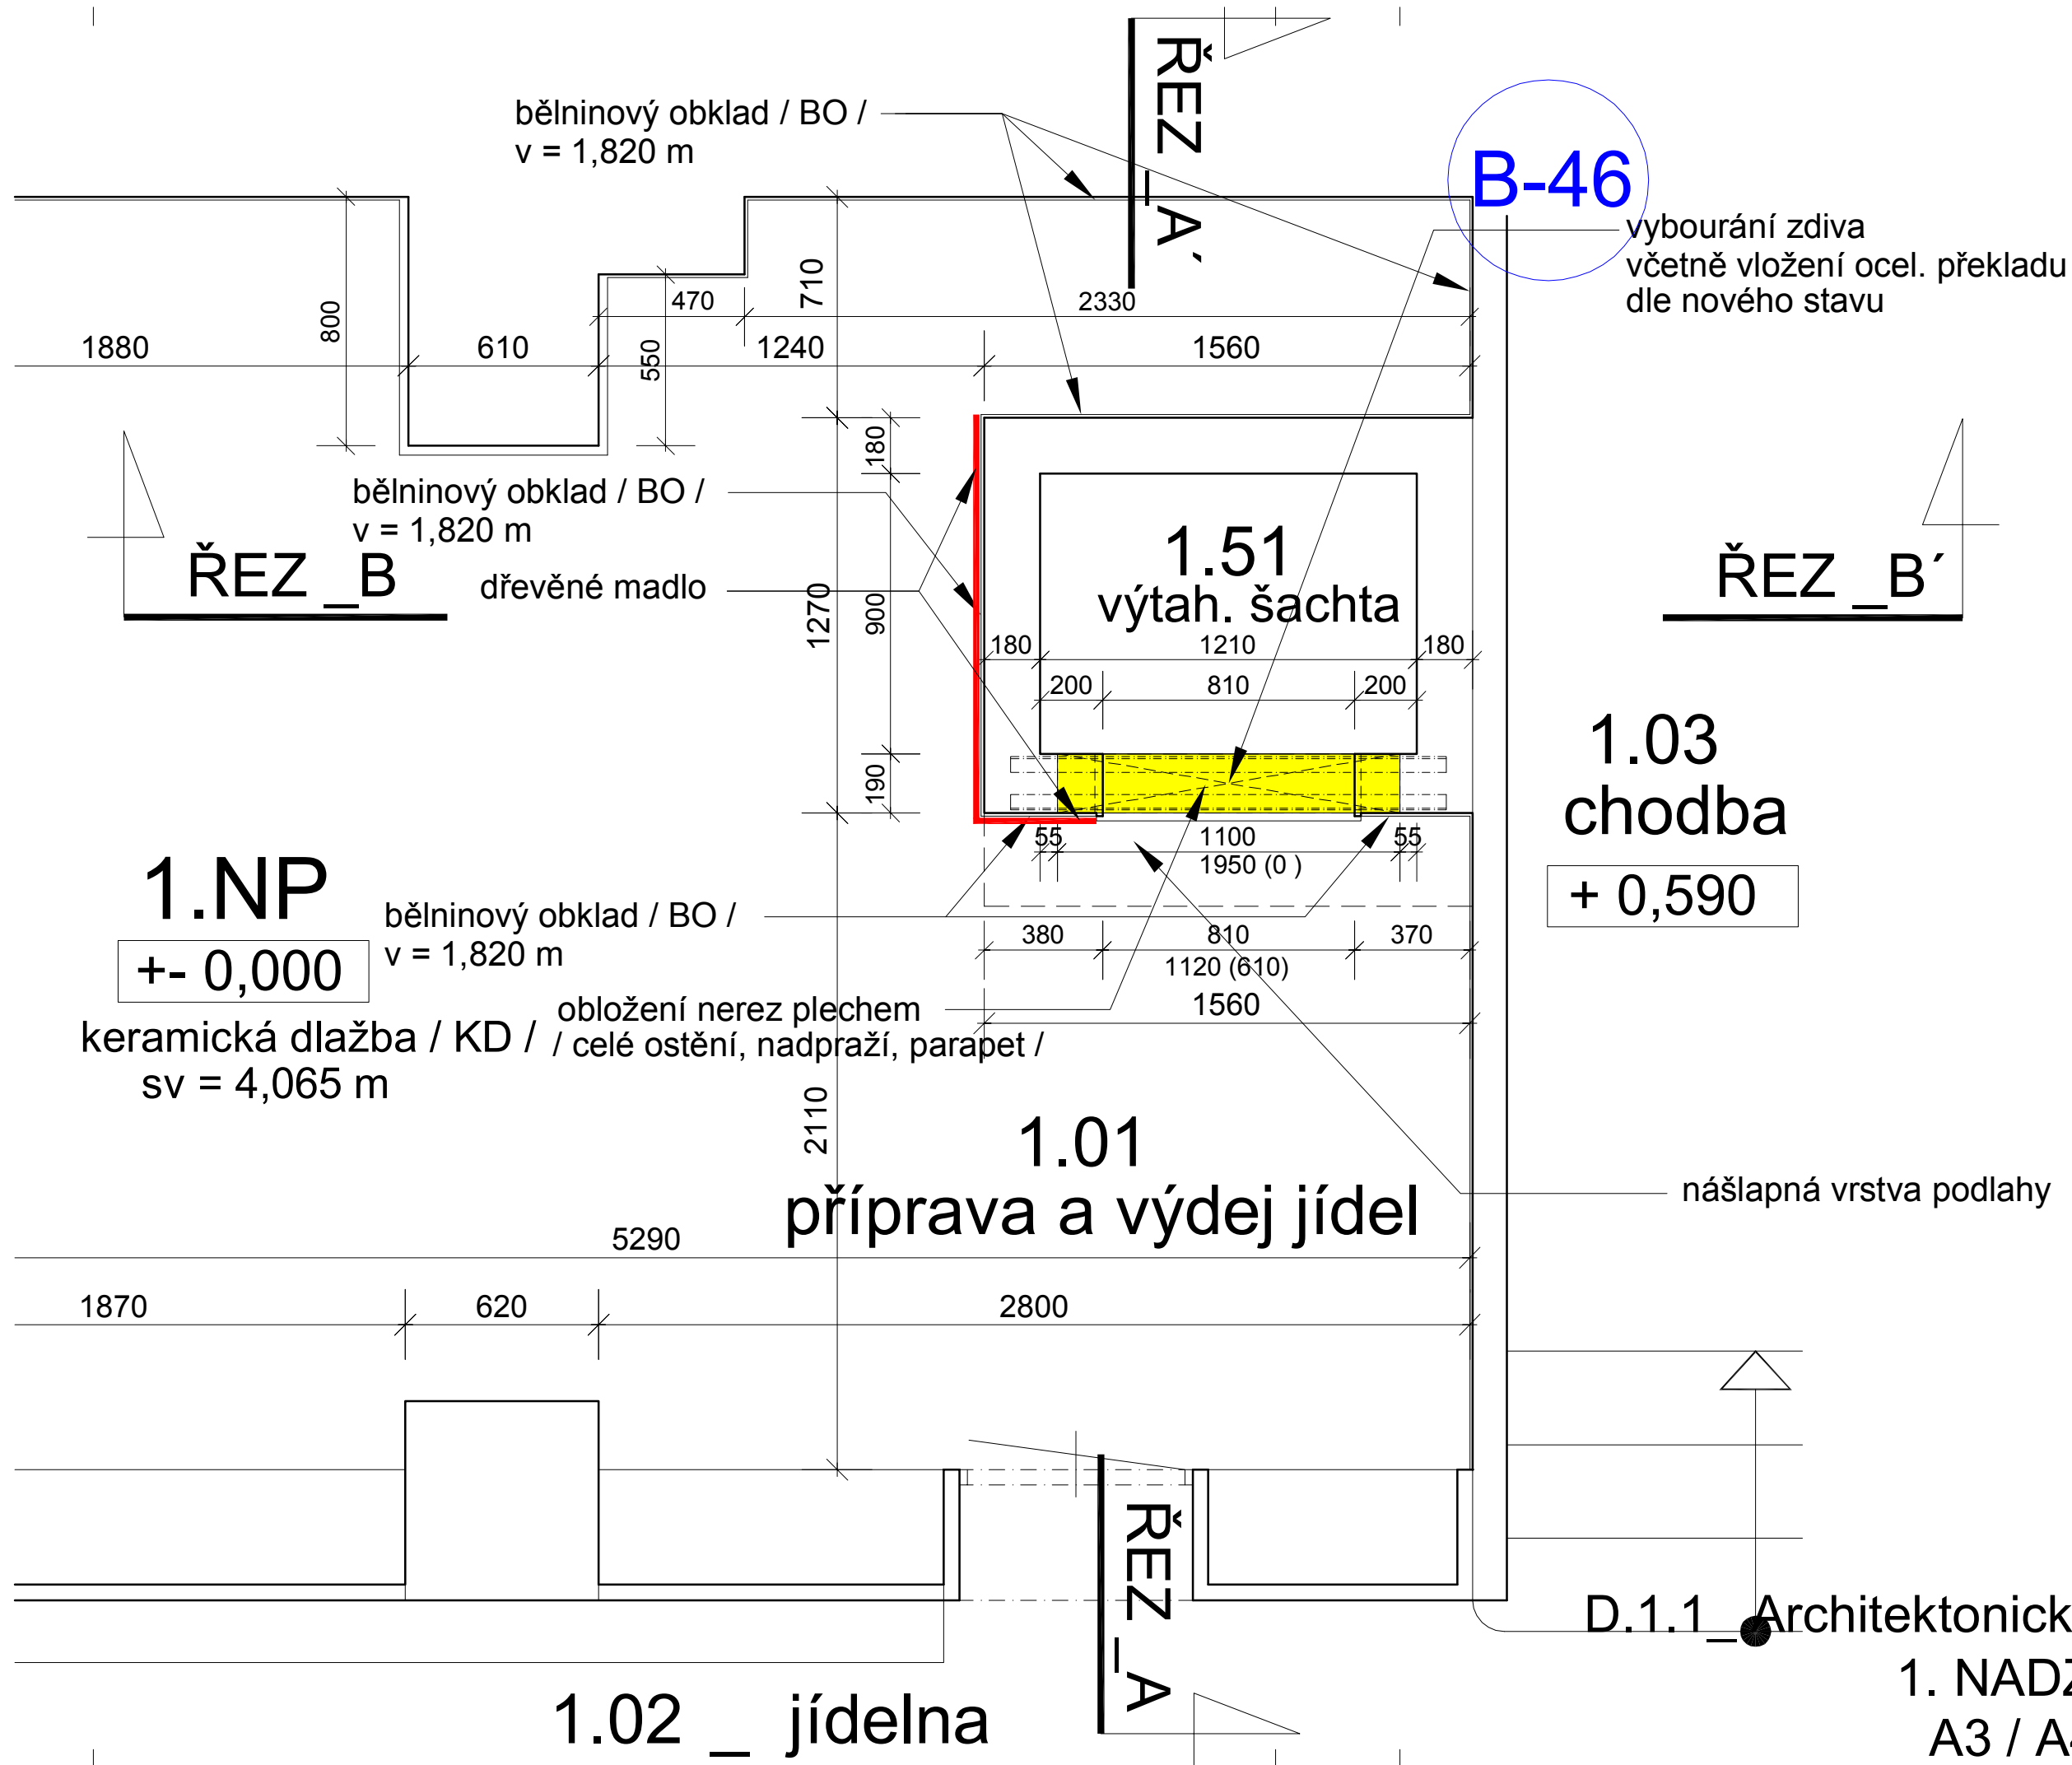 bělninový obklad / BO /
v = 1,820 m
ŘEZ _A´
B-46
vybourání zdiva
včetně vložení ocel. překladu
dle nového stavu
800
470
710
2330
1880
610
550
1240
1560
180
bělninový obklad / BO /
v = 1,820 m
ŘEZ _B
dřevěné madlo
1270
900
1.51
výtah. šachta
ŘEZ _B´
180
1210
180
200
810
200
1.03
chodba
+ 0,590
190
55
1100
55
1950 (0 )
1.NP
+- 0,000
bělninový obklad / BO /
v = 1,820 m
380
810
370
1120 (610)
1560
obložení nerez plechem
/ celé ostění, nadpraží, parapet /
keramická dlažba / KD /
sv = 4,065 m
2110
1.01
příprava a výdej jídel
nášlapná vrstva podlahy
5290
1870
620
2800
ŘEZ _A
D.1.1_ Architektonick
1. NADZ
A3 / A4
1.02 _ jídelna